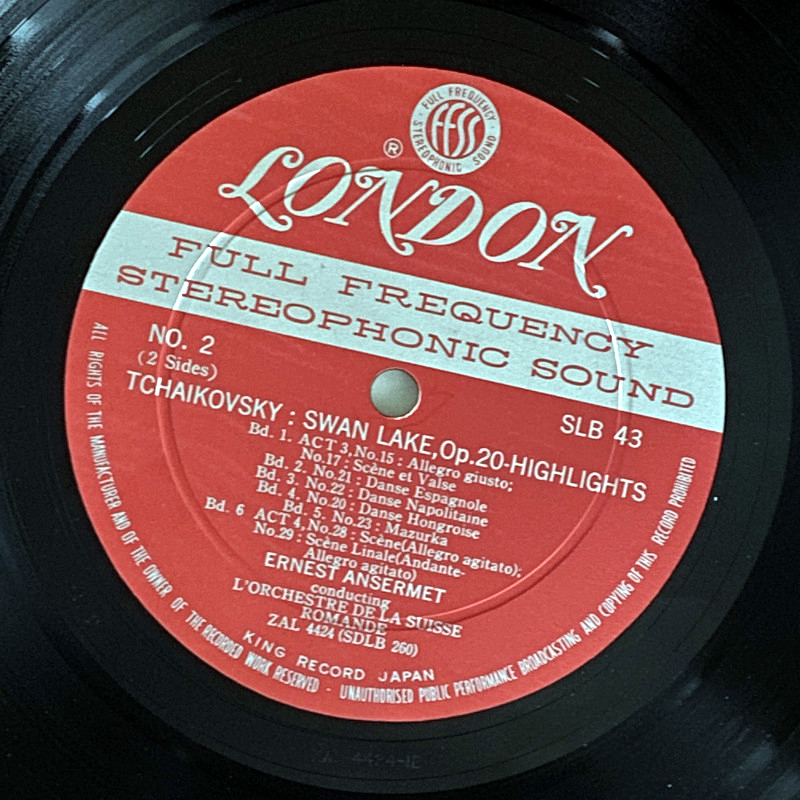 FULL FREQUENCY
FFSS
STEREOPHONIC SOUND
®
LONDON
FULL FREQUENCY
STEREOPHONIC SOUND
NO. 2
(2 Sides)
SLB 43
TCHAIKOVSKY : SWAN LAKE, Op.20-HIGHLIGHTS
Bd. 1. ACT 3, No.15 : Allegro giusto;
No.17 : Scène et Valse
Bd. 2. No.21 : Danse Espagnole
Bd. 3. No.22 : Danse Napolitaine
Bd. 4. No.20 : Danse Hongroise
Bd. 5. No.23 : Mazurka
Bd. 6 ACT 4, No.28 : Scène(Allegro agitato);
No.29 : Scène Linale(Andante-
Allegro agitato)
ERNEST ANSERMET
conducting
L'ORCHESTRE DE LA SUISSE
ROMANDE
ZAL 4424 (SDLB 260)
KING RECORD JAPAN
ALL RIGHTS OF THE MANUFACTURER AND OF THE OWNER OF THE RECORDED WORK RESERVED - UNAUTHORISED PUBLIC PERFORMANCE BROADCASTING AND COPYING OF THIS RECORD PROHIBITED